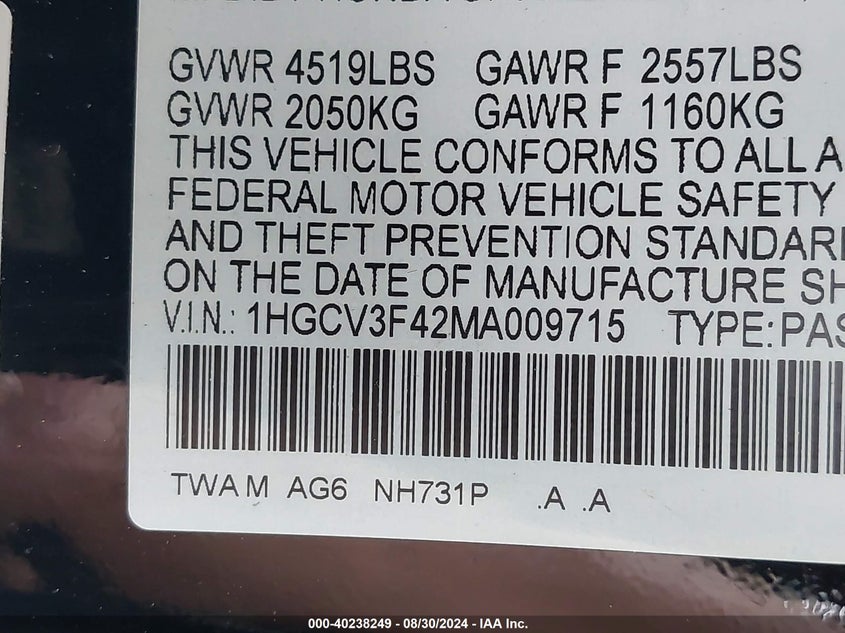 GVWR 4519LBS GAWR F 2557LBS
GVWR 2050KG GAWR F 1160KG
THIS VEHICLE CONFORMS TO ALL A
FEDERAL MOTOR VEHICLE SAFETY
AND THEFT PREVENTION STANDAR
ON THE DATE OF MANUFACTURE SH
V.I.N.: 1HGCV3F42MA009715 TYPE:PAS
TWAM AG6 NH731P .A .A
000-40238249 - 08/30/2024 - IAA Inc.